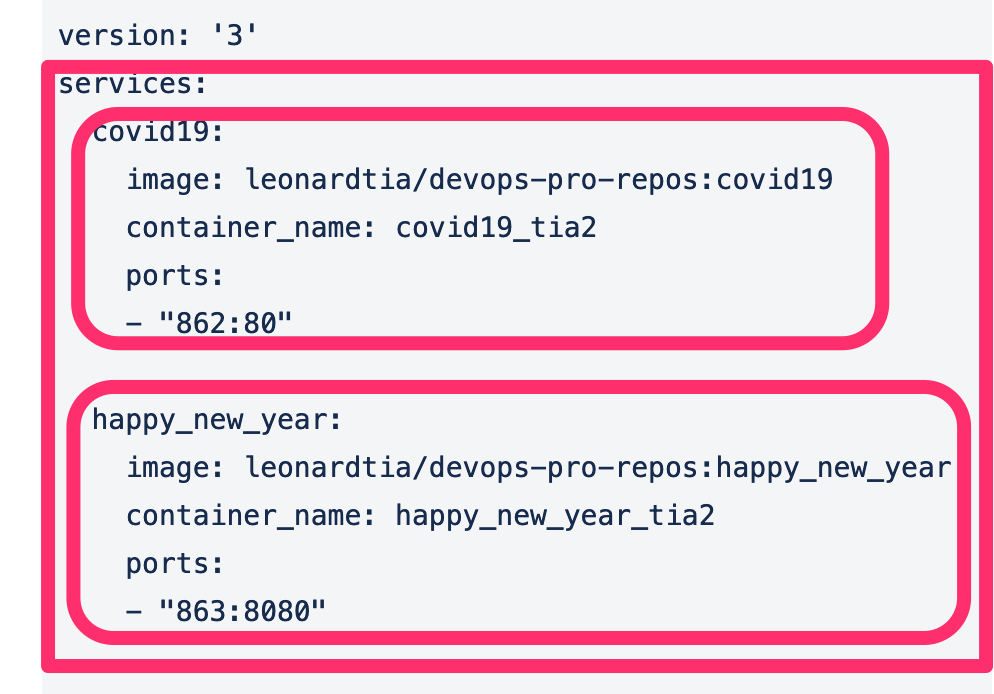 version: '3'
services:
  covid19:
    image: leonardtia/devops-pro-repos:covid19
    container_name: covid19_tia2
    ports:
    - "862:80"

  happy_new_year:
    image: leonardtia/devops-pro-repos:happy_new_year
    container_name: happy_new_year_tia2
    ports:
    - "863:8080"